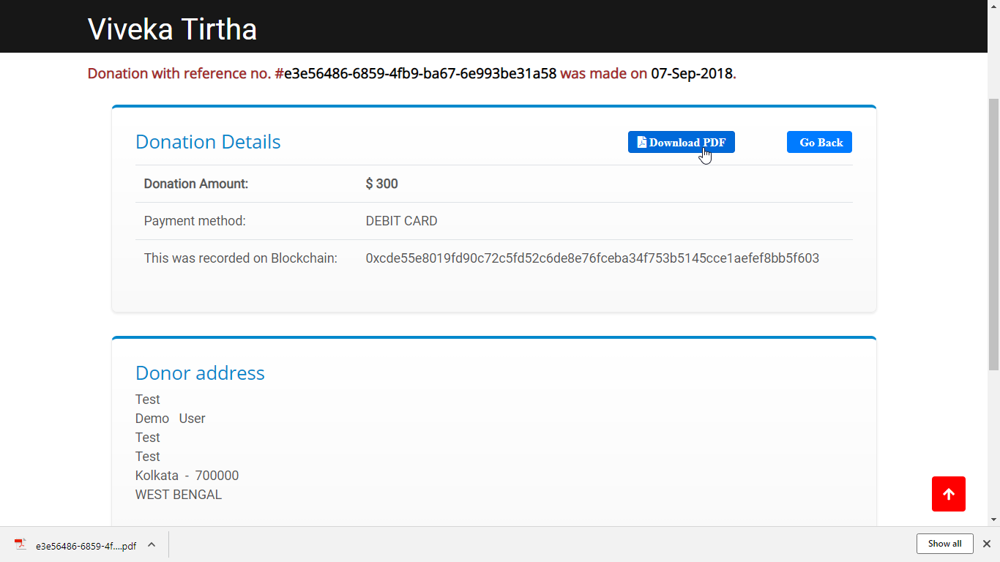 Viveka Tirtha
Donation with reference no. #e3e56486-6859-4fb9-ba67-6e993be31a58 was made on 07-Sep-2018.
Donation Details
Download PDF
Go Back
Donation Amount: $ 300
Payment method: DEBIT CARD
This was recorded on Blockchain: 0xcde55e8019fd90c72c5fd52c6de8e76fceba34f753b5145cce1aefef8bb5f603
Donor address
Test
Demo User
Test
Test
Kolkata - 700000
WEST BENGAL
e3e56486-6859-4f....pdf
Show all